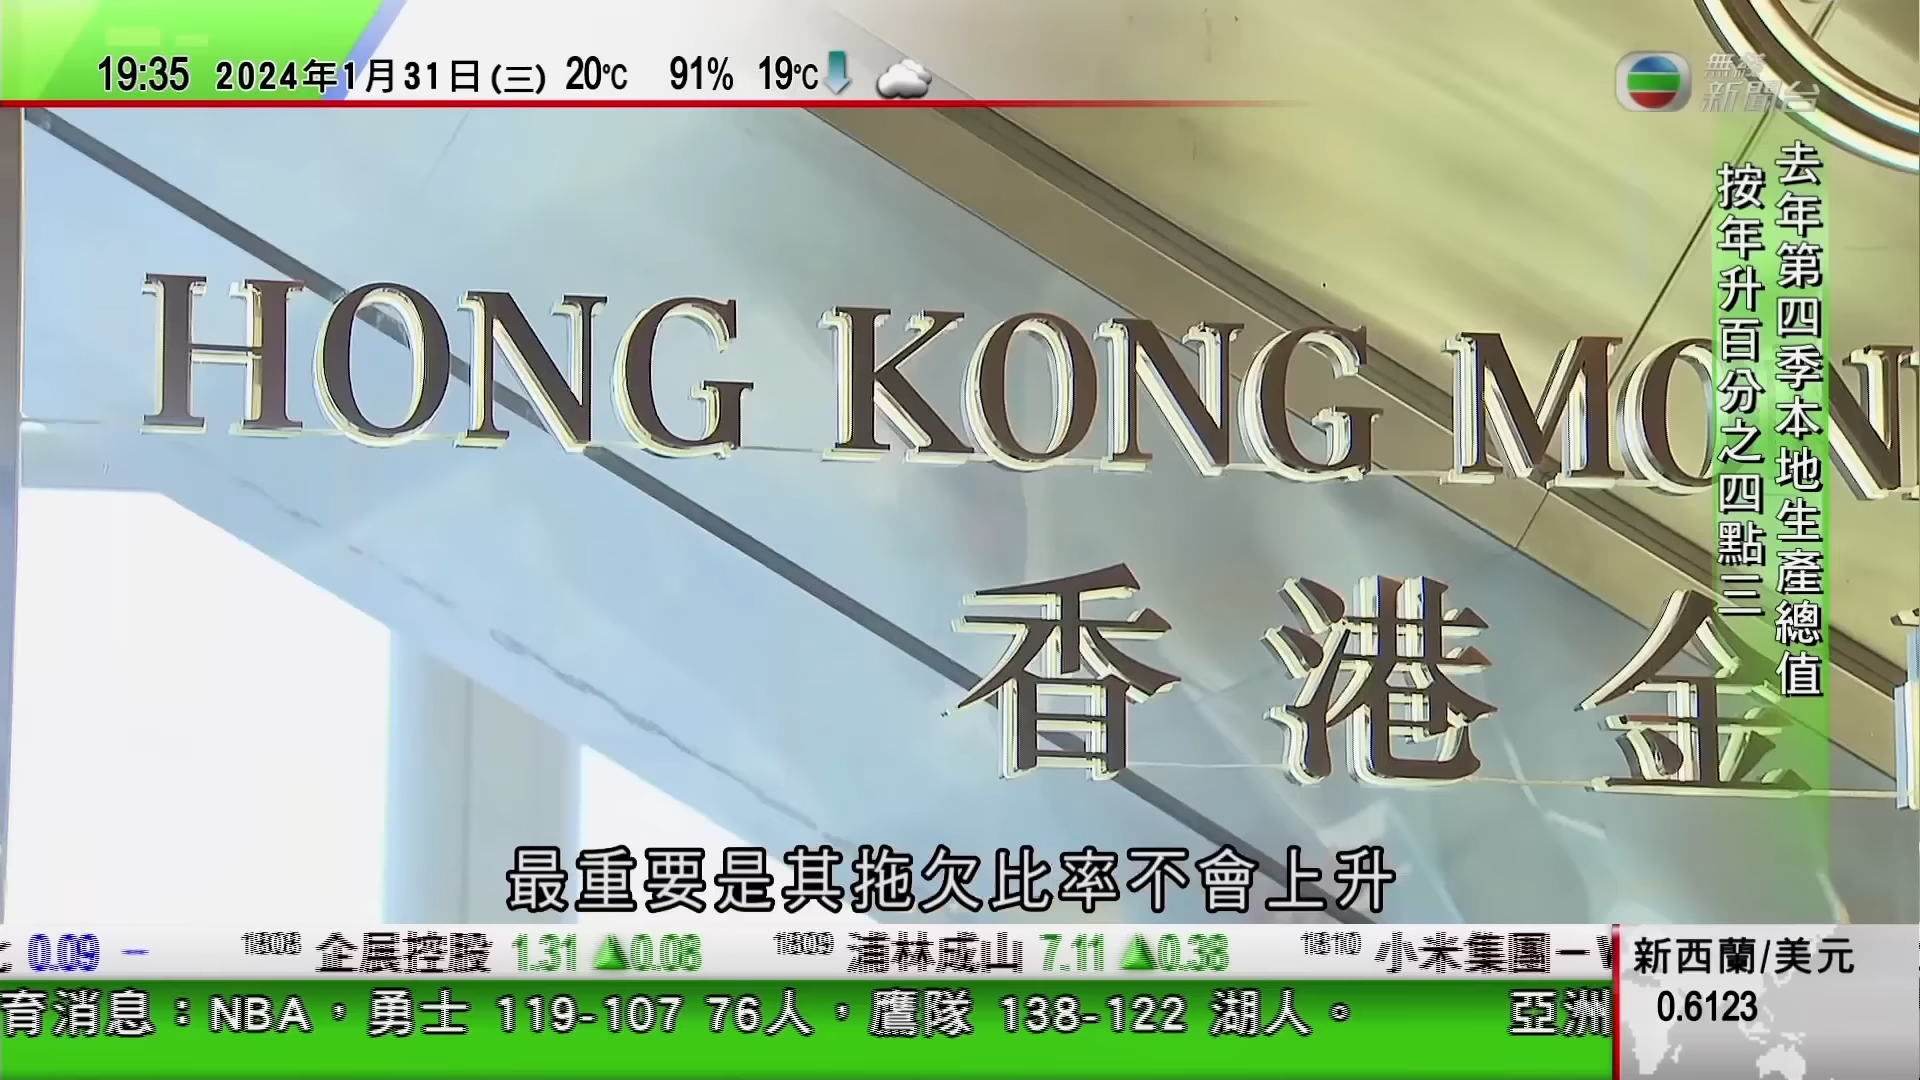 19:35 2024年1月31日(三) 20℃ 91% 19℃
無綫
新聞台
去年第四季本地生產總值
按年升百分之四點三
HONG KONG MON
香港金
最重要是其拖欠比率不會上升
0.09 - 1808 企展控股 1.31 ▲0.08 1809 浦林成山 7.11 ▲0.38 1810 小米集團-W
育消息：NBA，勇士 119-107 76人，鷹隊 138-122 湖人。 亞洲
新西蘭/美元
0.6123